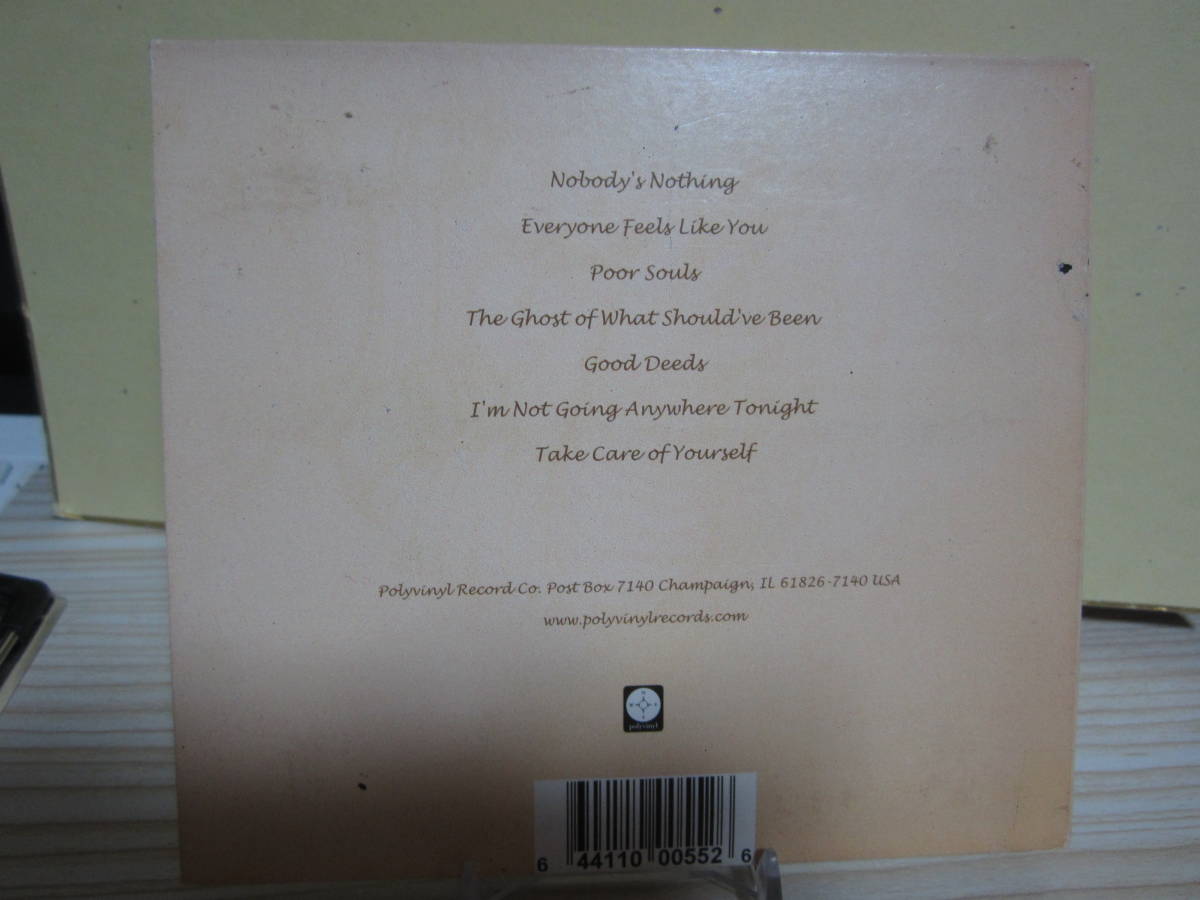 Nobody's Nothing
Everyone Feels Like You
Poor Souls
The Ghost of What Should've Been
Good Deeds
I'm Not Going Anywhere Tonight
Take Care of Yourself
Polyvinyl Record Co. Post Box 7140 Champaign, IL 61826-7140 USA
www.polyvinylrecords.com
polyvinyl
6 44110 00552 6